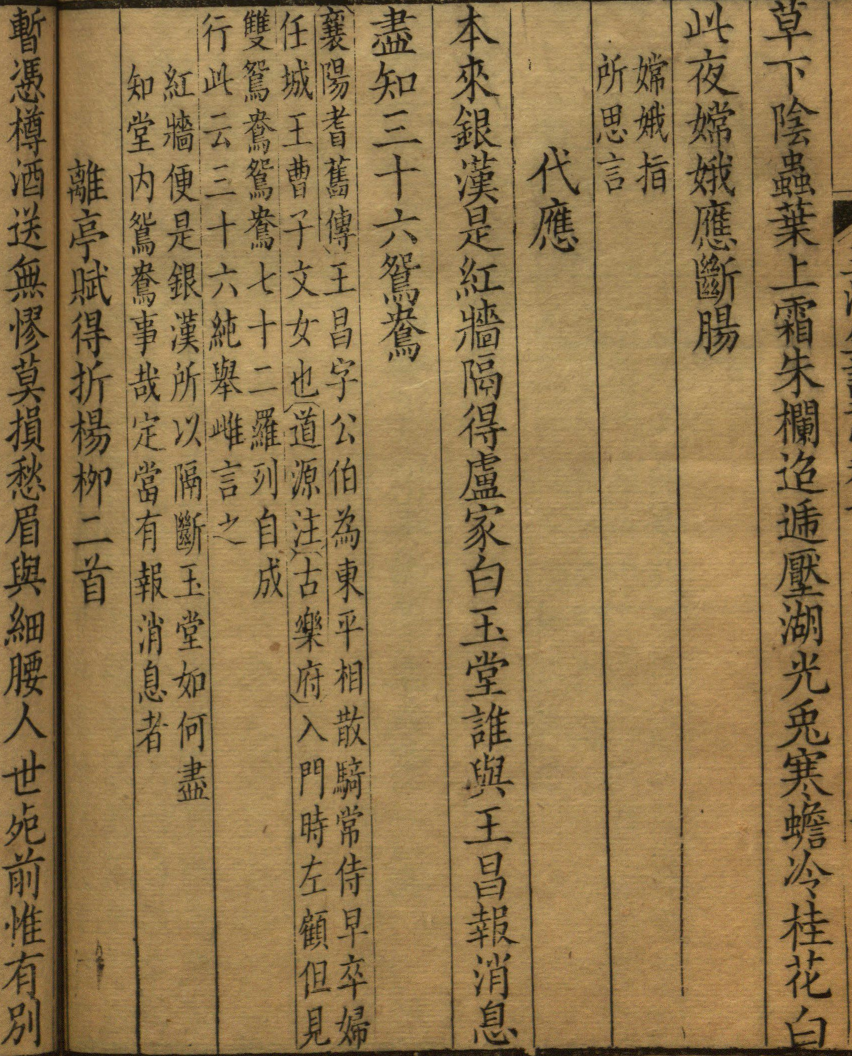 草下陰蟲葉上霜朱欄迢遞壓湖光兎寒蟾冷桂花白
此夜嫦娥應斷腸
嫦娥指
所思言
代應
本來銀漢是紅牆隔得盧家白玉堂誰與王昌報消息
盡知三十六鴛鴦
襄陽耆舊傳王昌字公伯為東平相散騎常侍早卒婦
任城王曹子文女也道源注古樂府入門時左顧但見
雙鴛鴦鴛鴦七十二羅列自成
行此云三十六純舉雌言之
紅牆便是銀漢所以隔斷玉堂如何盡
知堂内鴛鴦事哉定當有報消息者
離亭賦得折楊柳二首
暫憑樽酒送無憀莫損愁眉與細腰人世死前惟有別